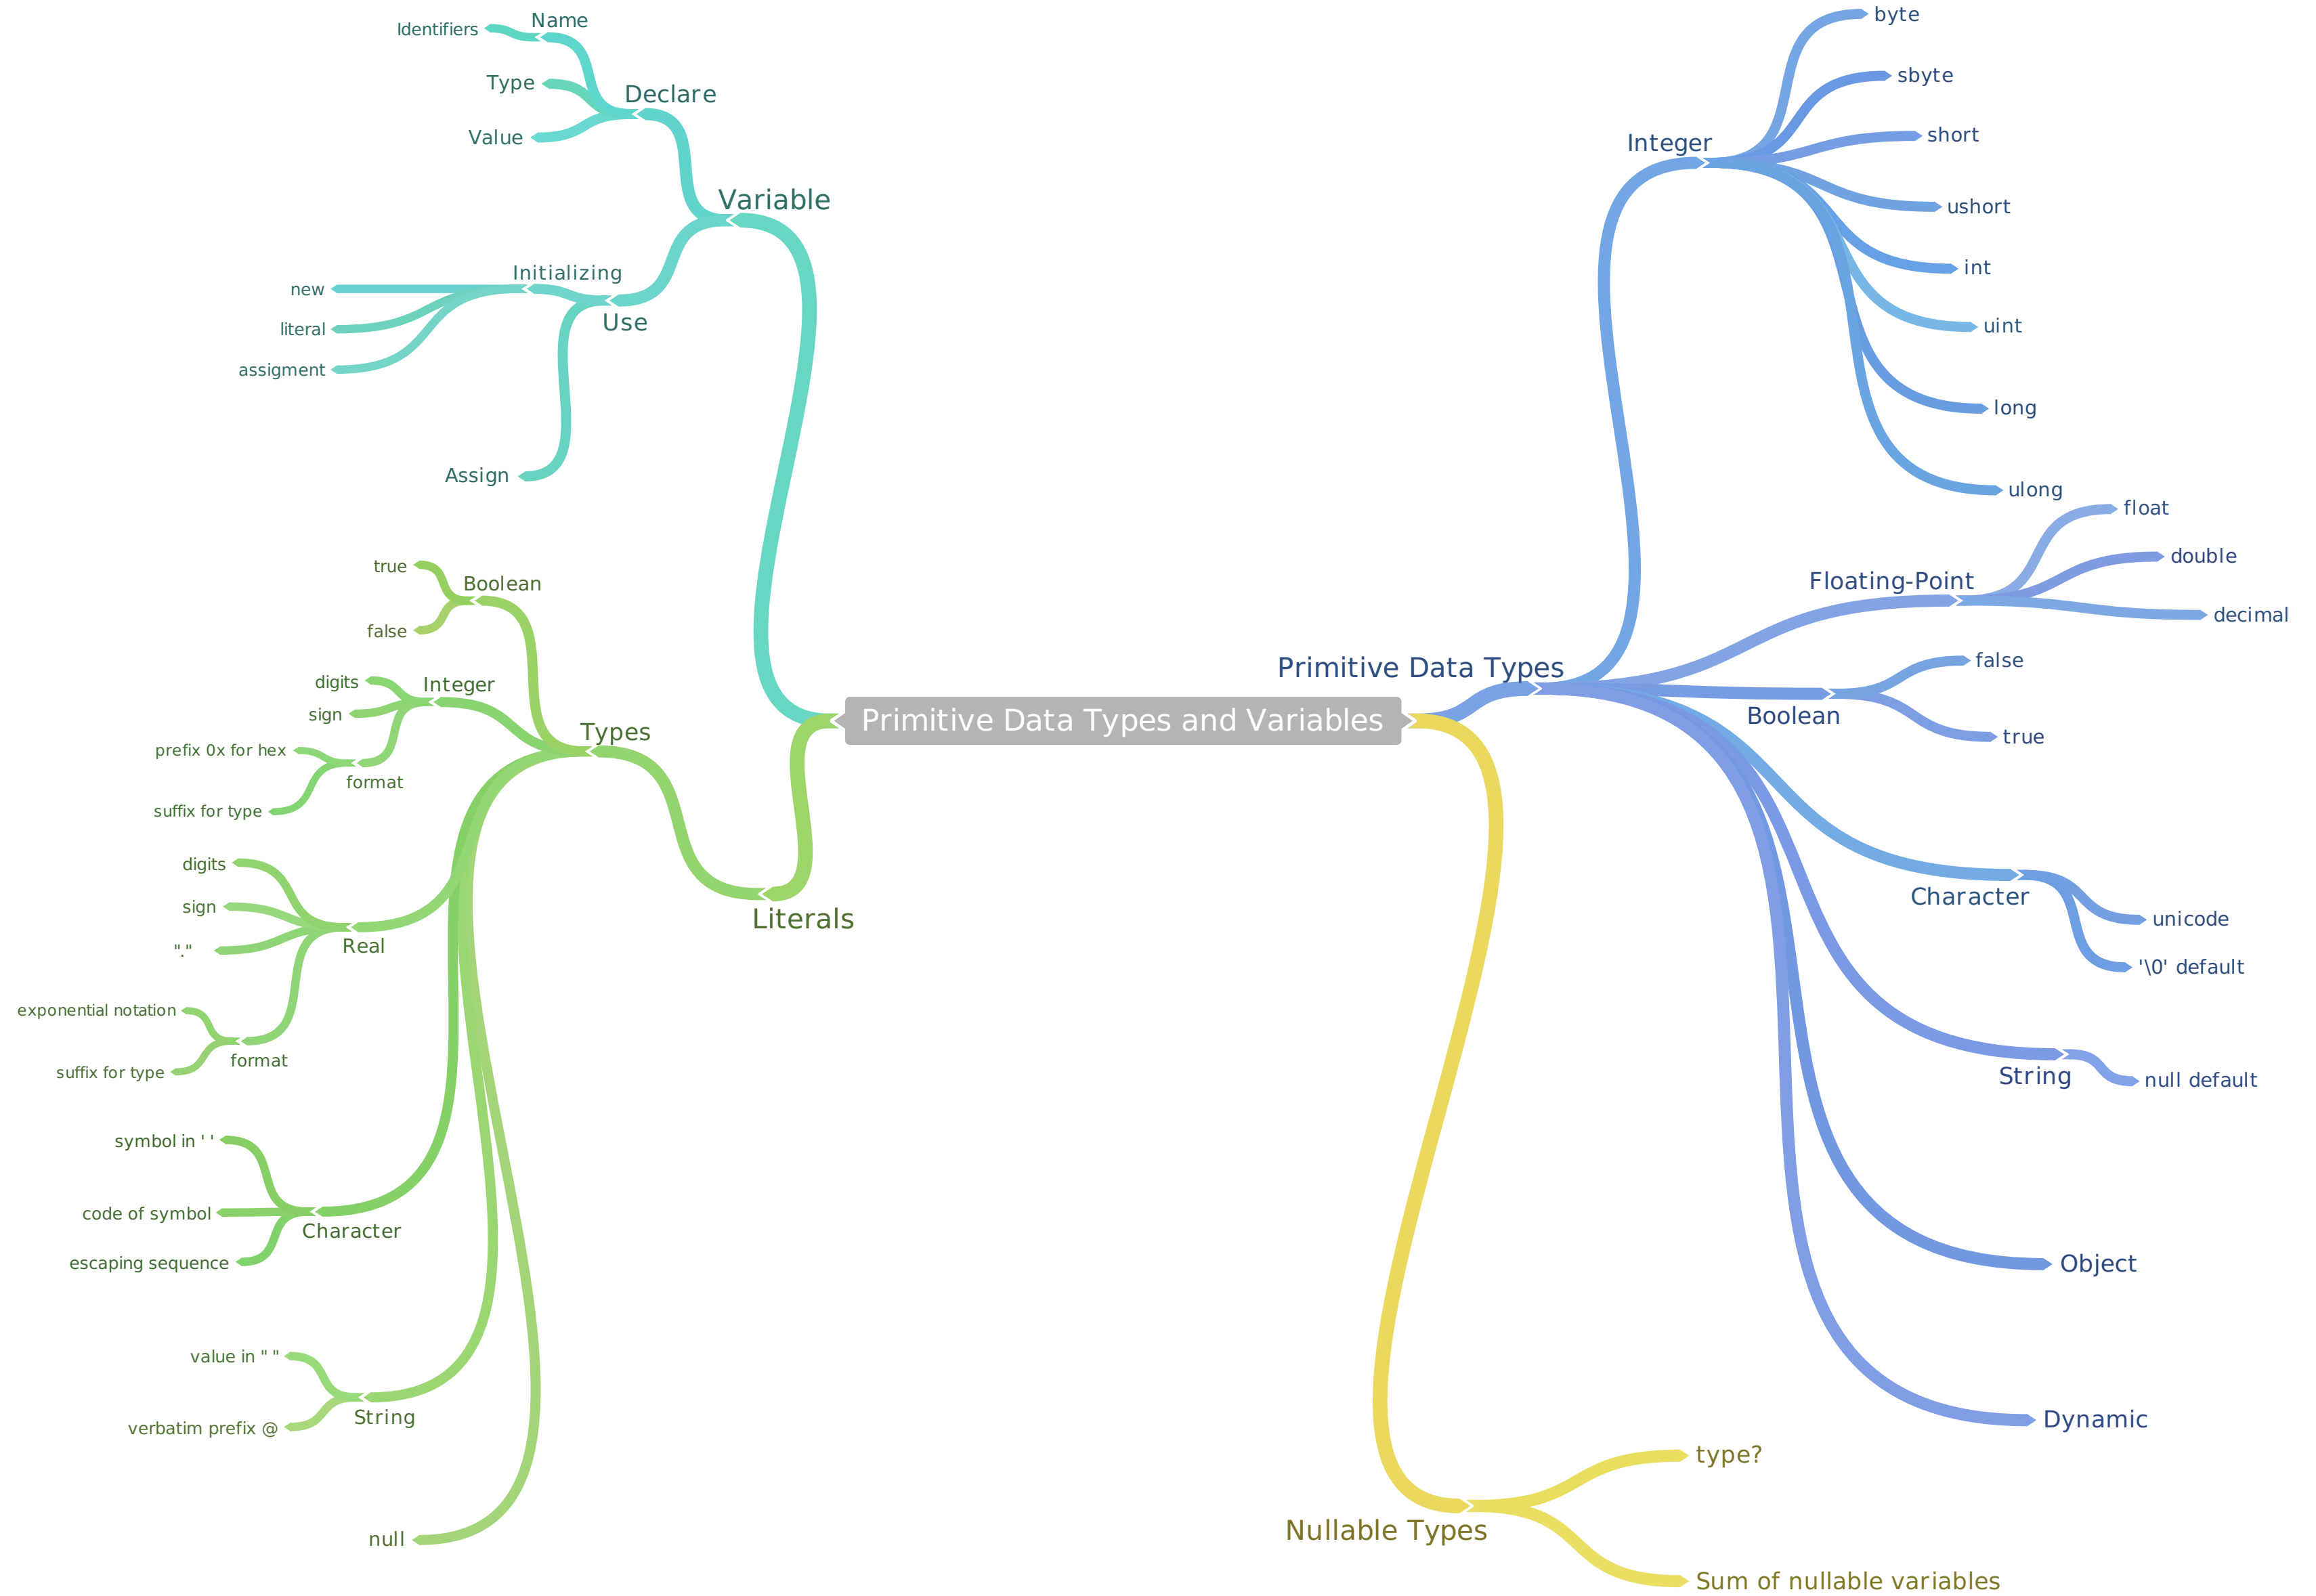 Primitive Data Types and Variables
Variable
Declare
Name
Identifiers
Type
Value
Use
Initializing
new
literal
assigment
Assign
Literals
Types
Boolean
true
false
Integer
digits
sign
format
prefix 0x for hex
suffix for type
Real
digits
sign
"."
format
exponential notation
suffix for type
Character
symbol in ' '
code of symbol
escaping sequence
String
value in " "
verbatim prefix @
null
Primitive Data Types
Integer
byte
sbyte
short
ushort
int
uint
long
ulong
Floating-Point
float
double
decimal
Boolean
false
true
Character
unicode
'\0' default
String
null default
Object
Dynamic
Nullable Types
type?
Sum of nullable variables